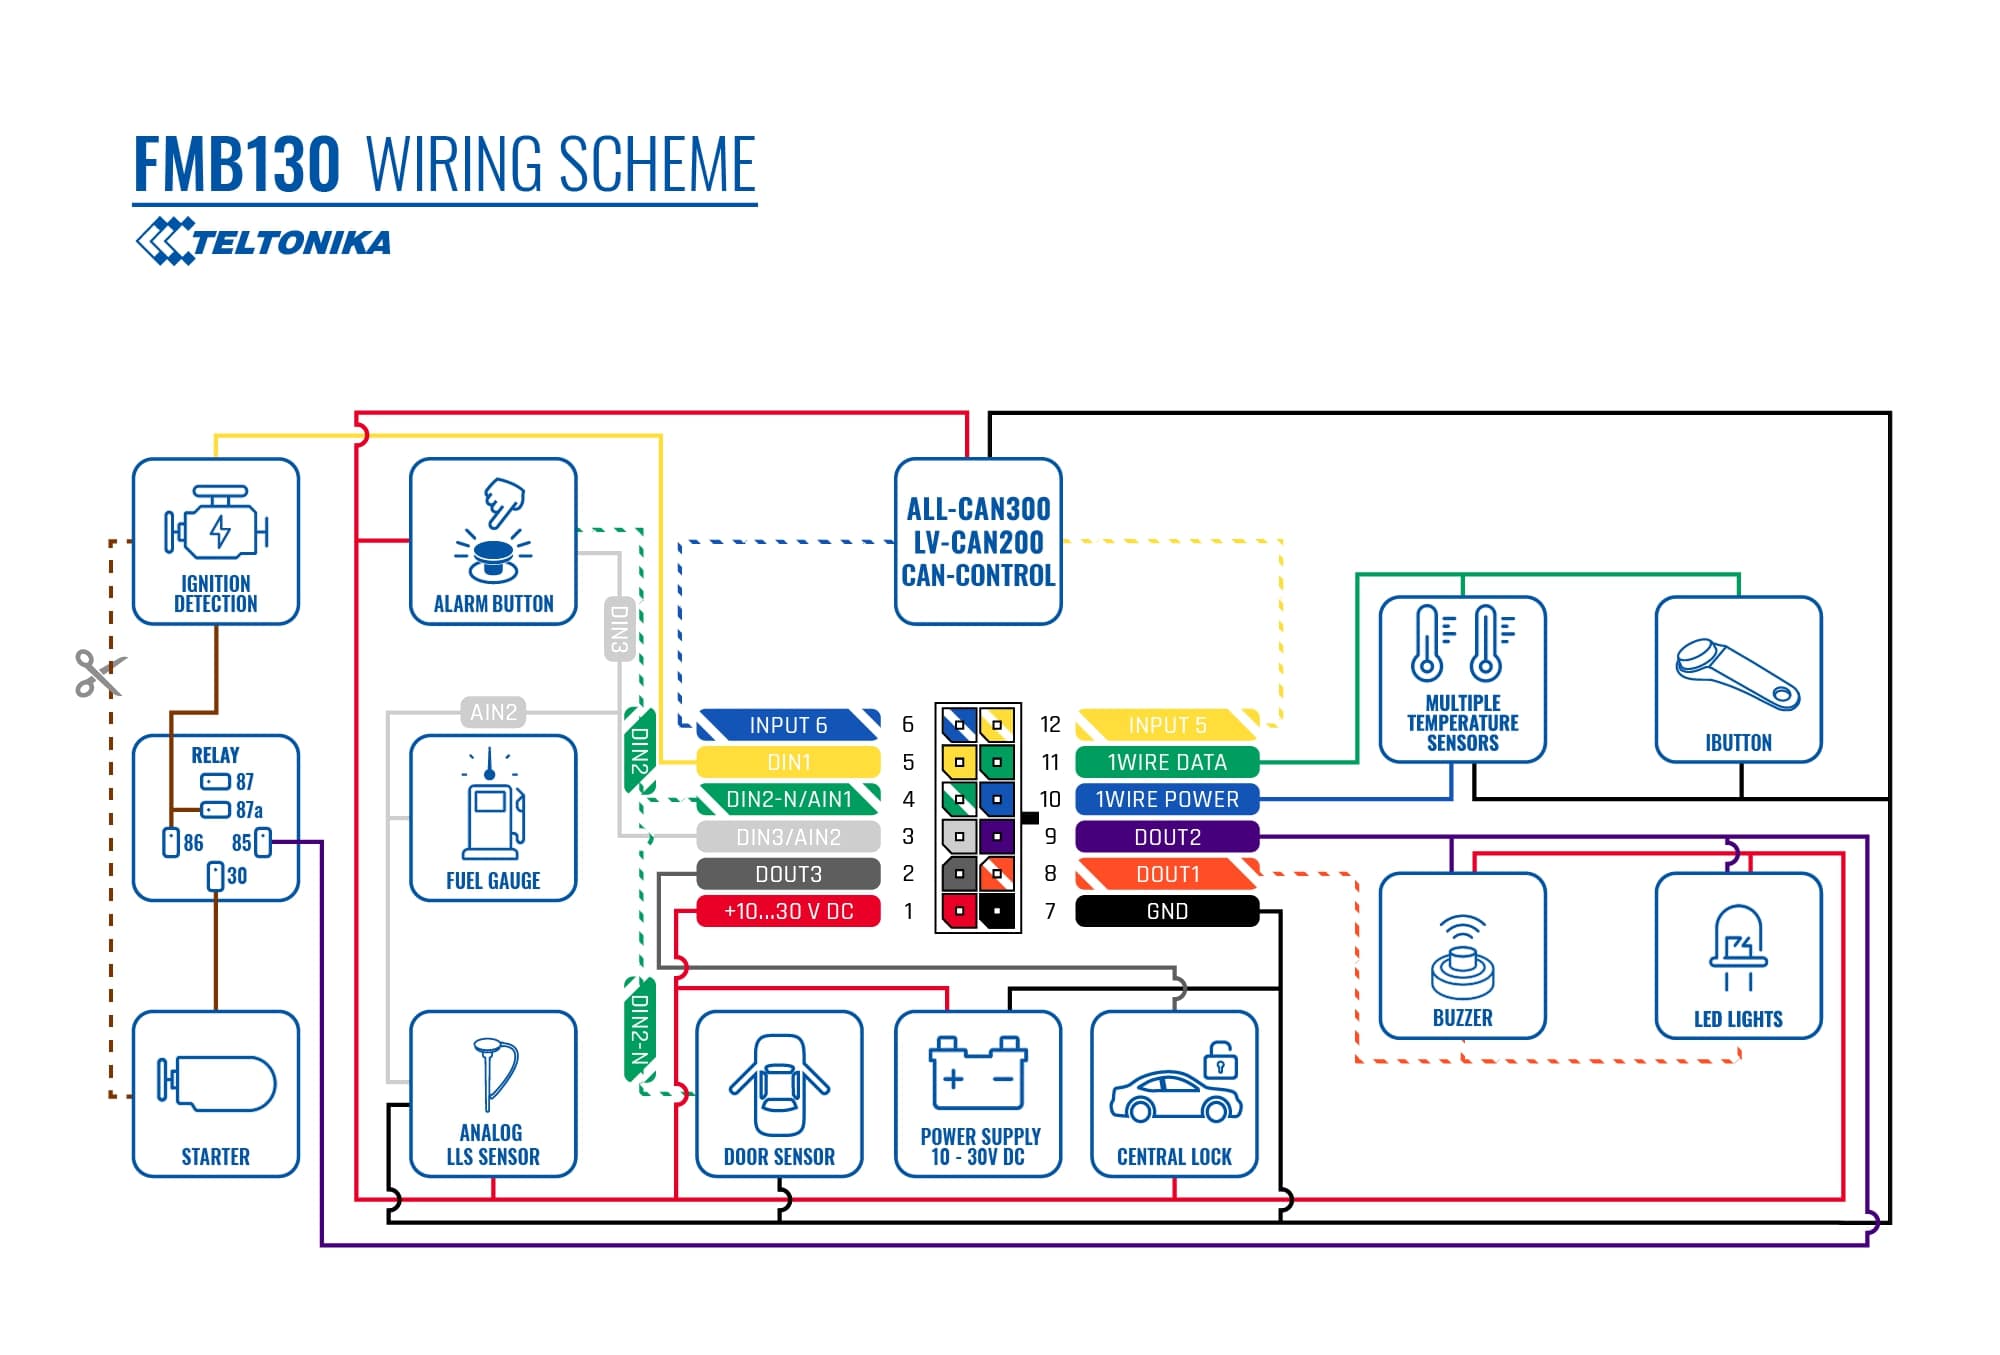 FMB130 WIRING SCHEME
TELTONIKA
IGNITION
DETECTION
ALARM BUTTON
ALL-CAN300
LV-CAN200
CAN-CONTROL
DIN3
AIN2
DIN2
RELAY
87
87a
86
85
30
FUEL GAUGE
INPUT 6
6
12
INPUT 5
DIN1
5
11
1WIRE DATA
DIN2-N/AIN1
4
10
1WIRE POWER
DIN3/AIN2
3
9
DOUT2
DOUT3
2
8
DOUT1
+10...30 V DC
1
7
GND
MULTIPLE
TEMPERATURE
SENSORS
IBUTTON
BUZZER
LED LIGHTS
DIN2-N
STARTER
ANALOG
LLS SENSOR
DOOR SENSOR
POWER SUPPLY
10 - 30V DC
CENTRAL LOCK